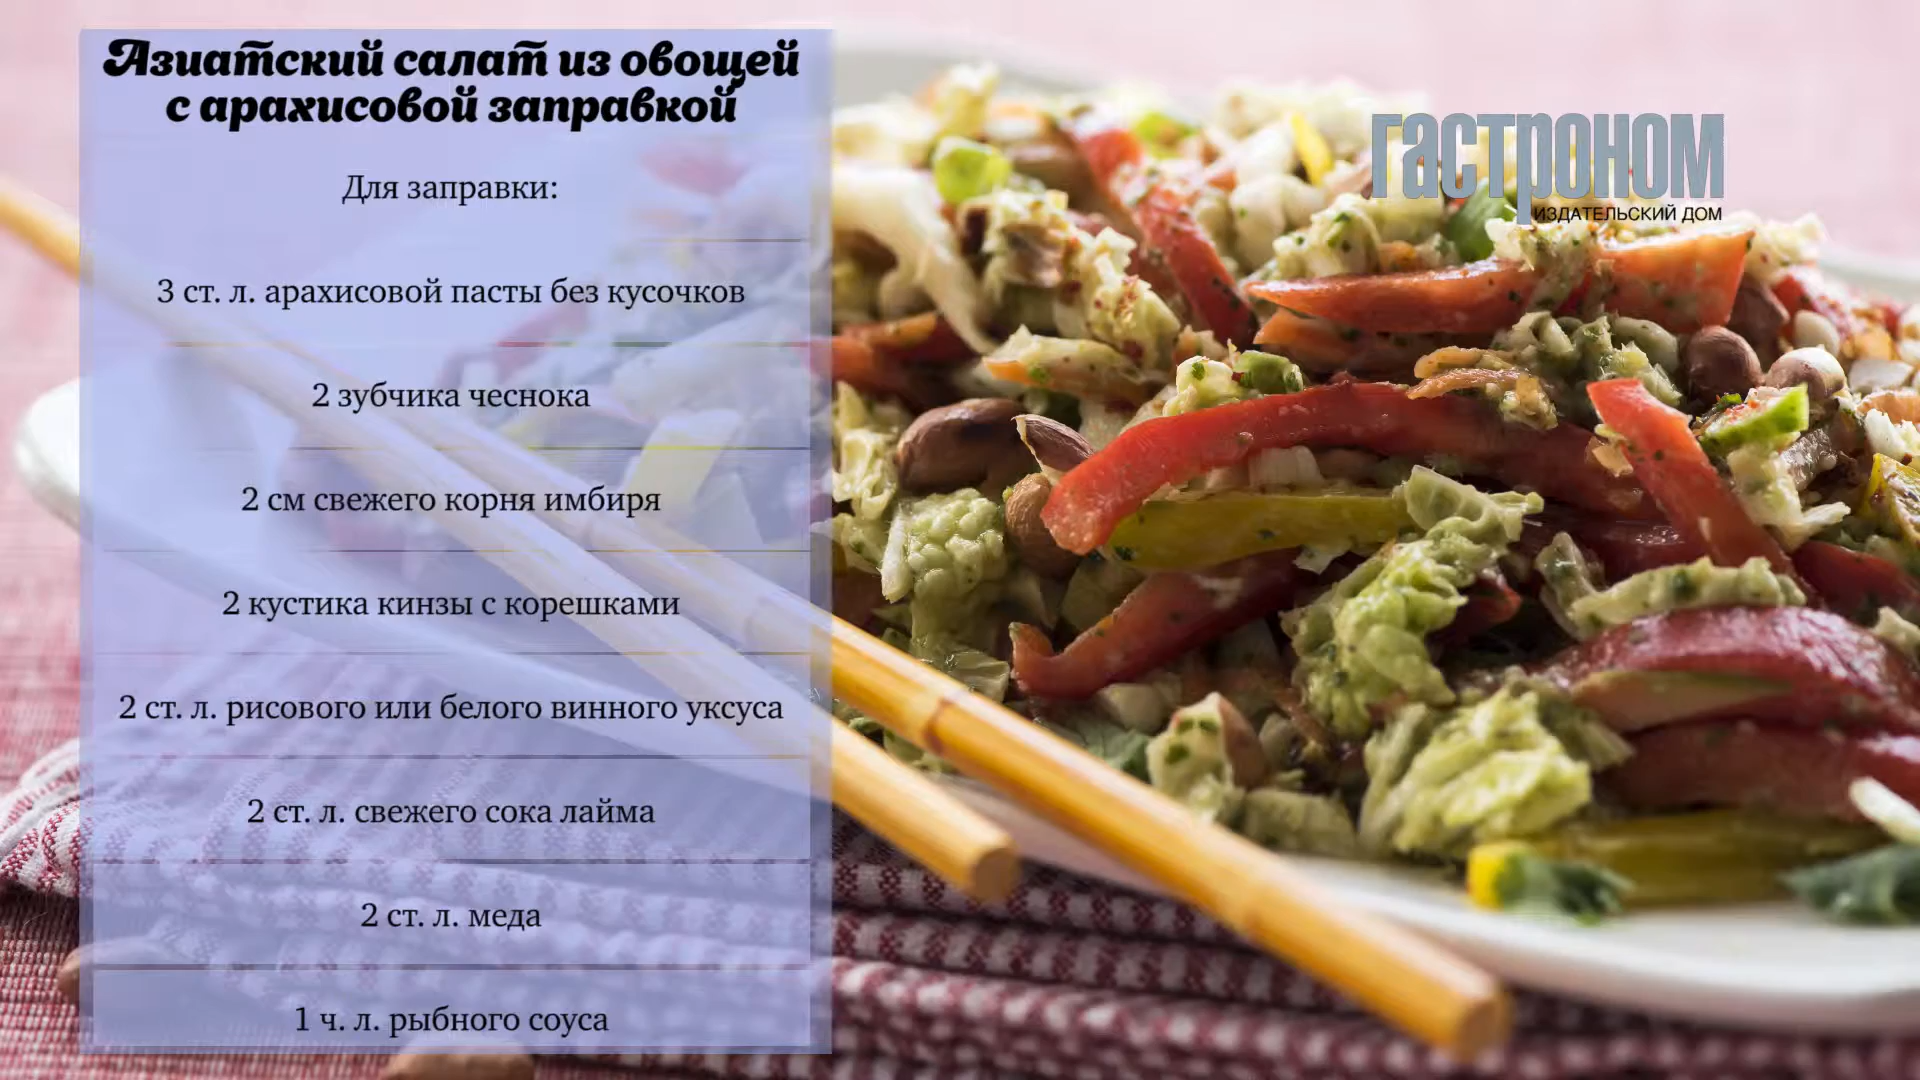 Азиатский салат из овощей
с арахисовой заправкой
Для заправки:
3 ст. л. арахисовой пасты без кусочков
2 зубчика чеснока
2 см свежего корня имбиря
2 кустика кинзы с корешками
2 ст. л. рисового или белого винного уксуса
2 ст. л. свежего сока лайма
2 ст. л. меда
1 ч. л. рыбного соуса
гастроном
ИЗДАТЕЛЬСКИЙ ДОМ